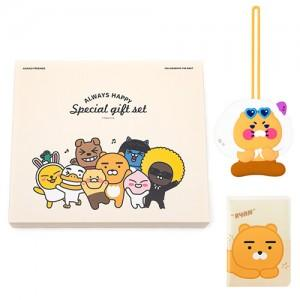 KAKAO FRIENDS
ALWAYS HAPPY
Special gift set
"RYAN"